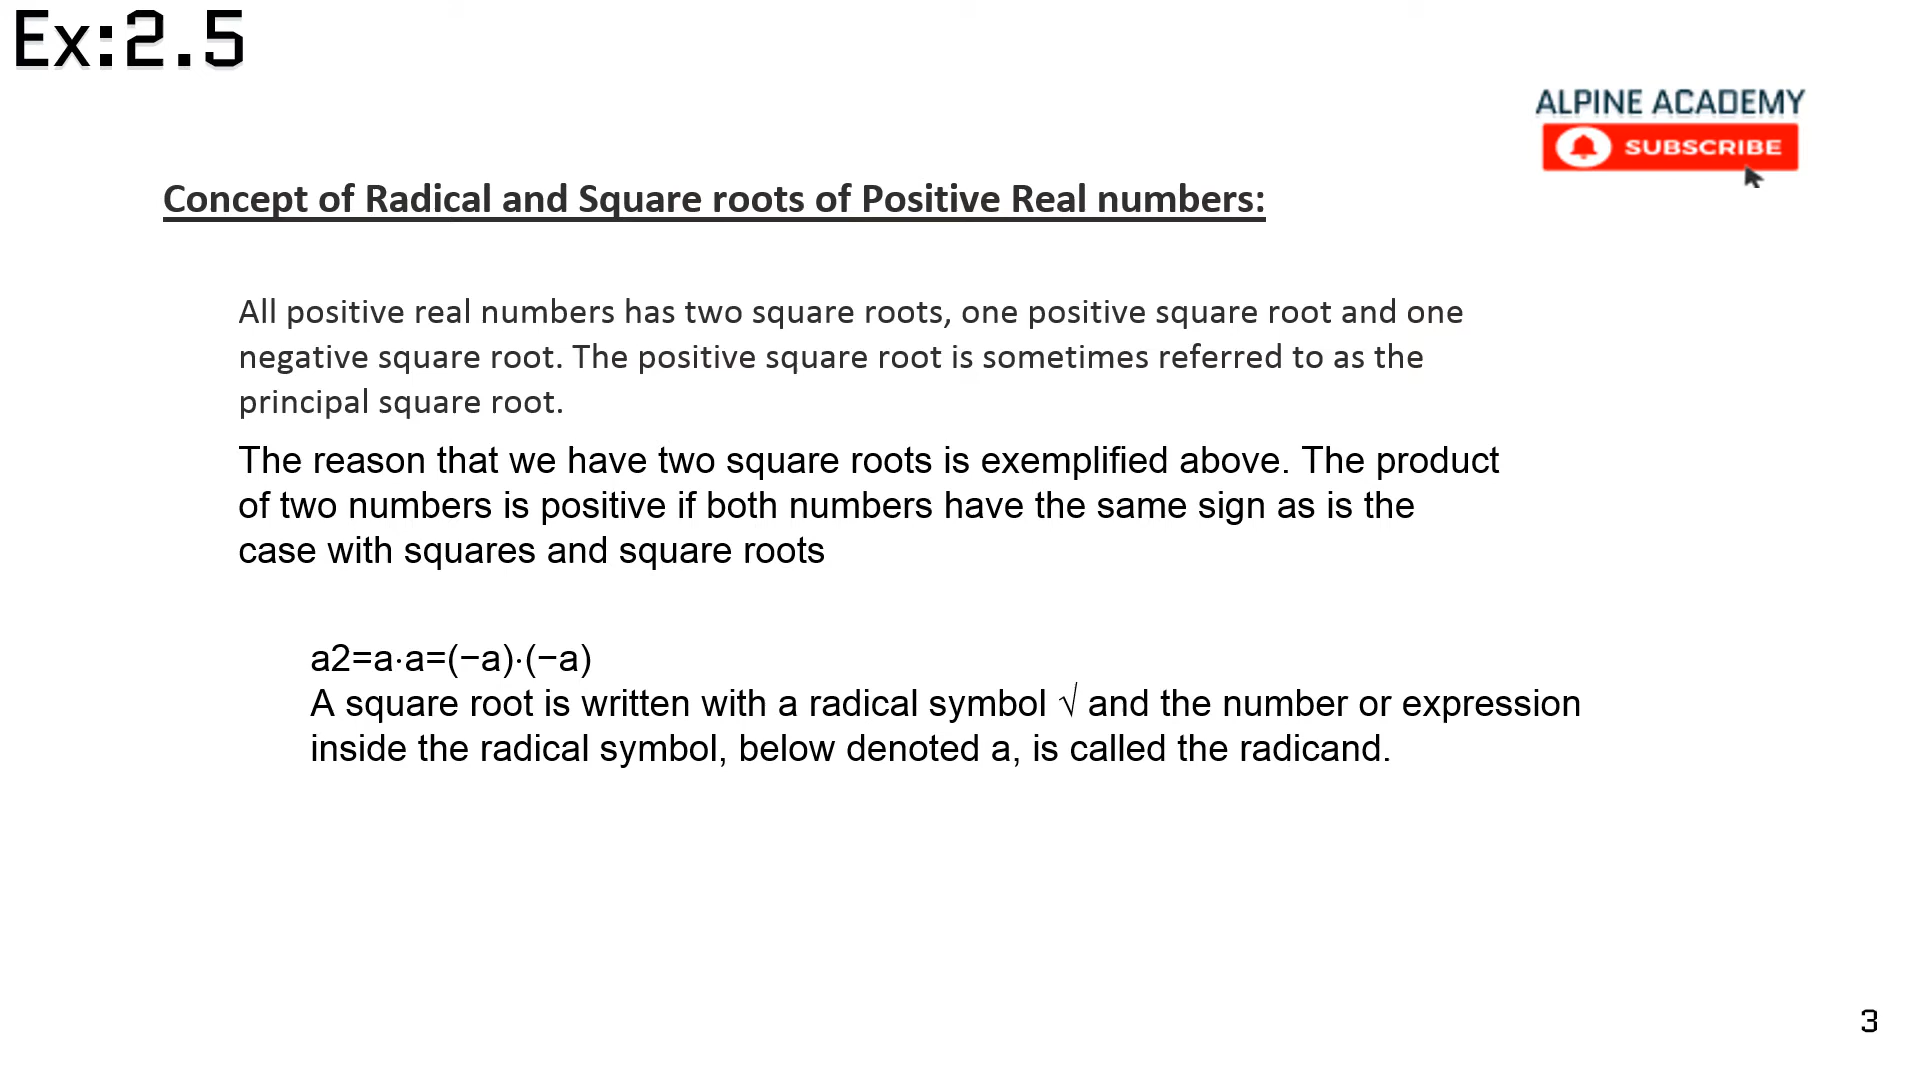 Ex:2.5
ALPINE ACADEMY
SUBSCRIBE
Concept of Radical and Square roots of Positive Real numbers:
All positive real numbers has two square roots, one positive square root and one
negative square root. The positive square root is sometimes referred to as the
principal square root.
The reason that we have two square roots is exemplified above. The product
of two numbers is positive if both numbers have the same sign as is the
case with squares and square roots
a2=a⋅a=(−a)⋅(−a)
A square root is written with a radical symbol √ and the number or expression
inside the radical symbol, below denoted a, is called the radicand.
3